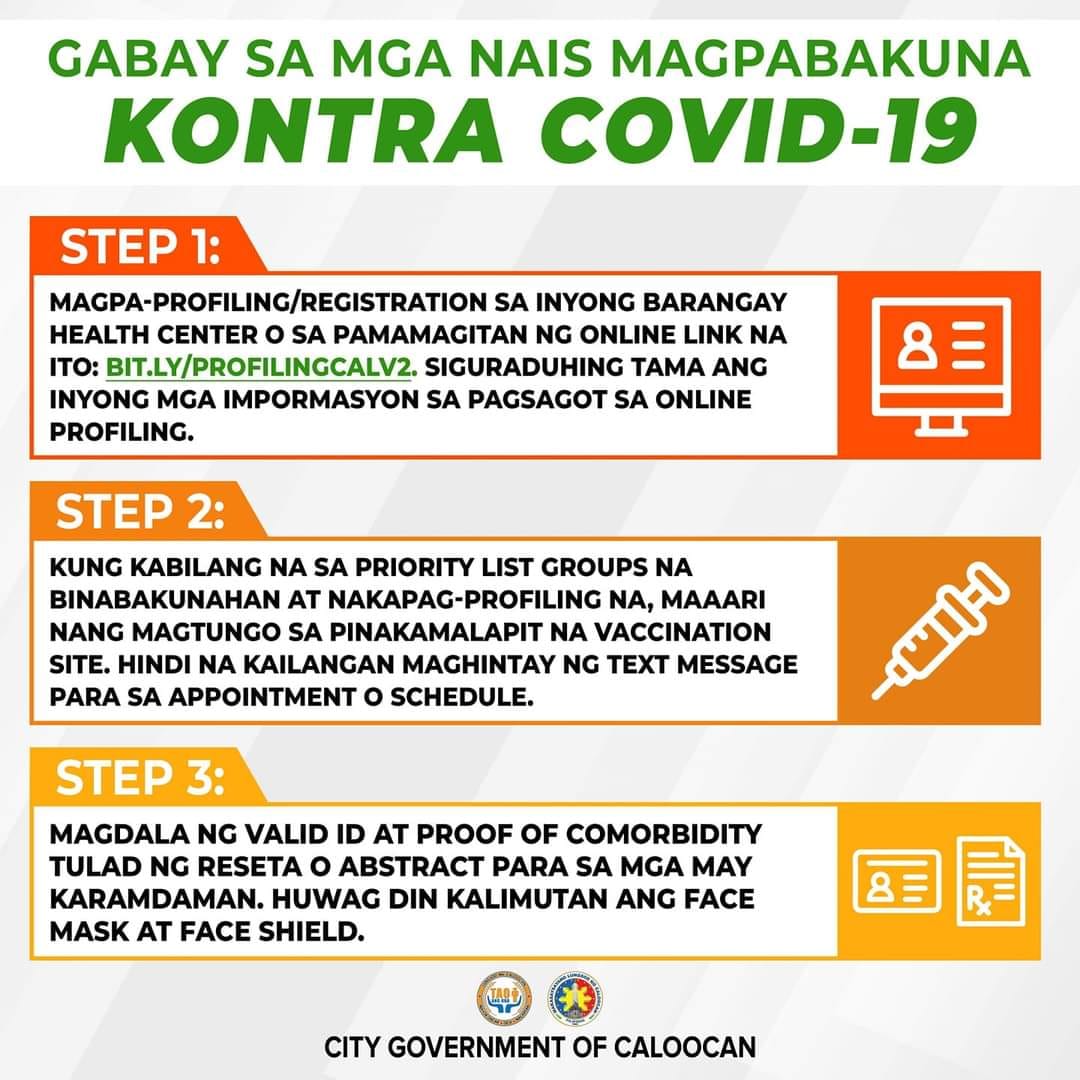 GABAY SA MGA NAIS MAGPABAKUNA
KONTRA COVID-19
STEP 1:
MAGPA-PROFILING/REGISTRATION SA INYONG BARANGAY
HEALTH CENTER O SA PAMAMAGITAN NG ONLINE LINK NA
ITO: BIT.LY/PROFILINGCALV2. SIGURADUHING TAMA ANG
INYONG MGA IMPORMASYON SA PAGSAGOT SA ONLINE
PROFILING.
STEP 2:
KUNG KABILANG NA SA PRIORITY LIST GROUPS NA
BINABAKUNAHAN AT NAKAPAG-PROFILING NA, MAAARI
NANG MAGTUNGO SA PINAKAMALAPIT NA VACCINATION
SITE. HINDI NA KAILANGAN MAGHINTAY NG TEXT MESSAGE
PARA SA APPOINTMENT O SCHEDULE.
STEP 3:
MAGDALA NG VALID ID AT PROOF OF COMORBIDITY
TULAD NG RESETA O ABSTRACT PARA SA MGA MAY
KARAMDAMAN. HUWAG DIN KALIMUTAN ANG FACE
MASK AT FACE SHIELD.
Rx
TAO
ANG UNA
CITY GOVERNMENT OF CALOOCAN